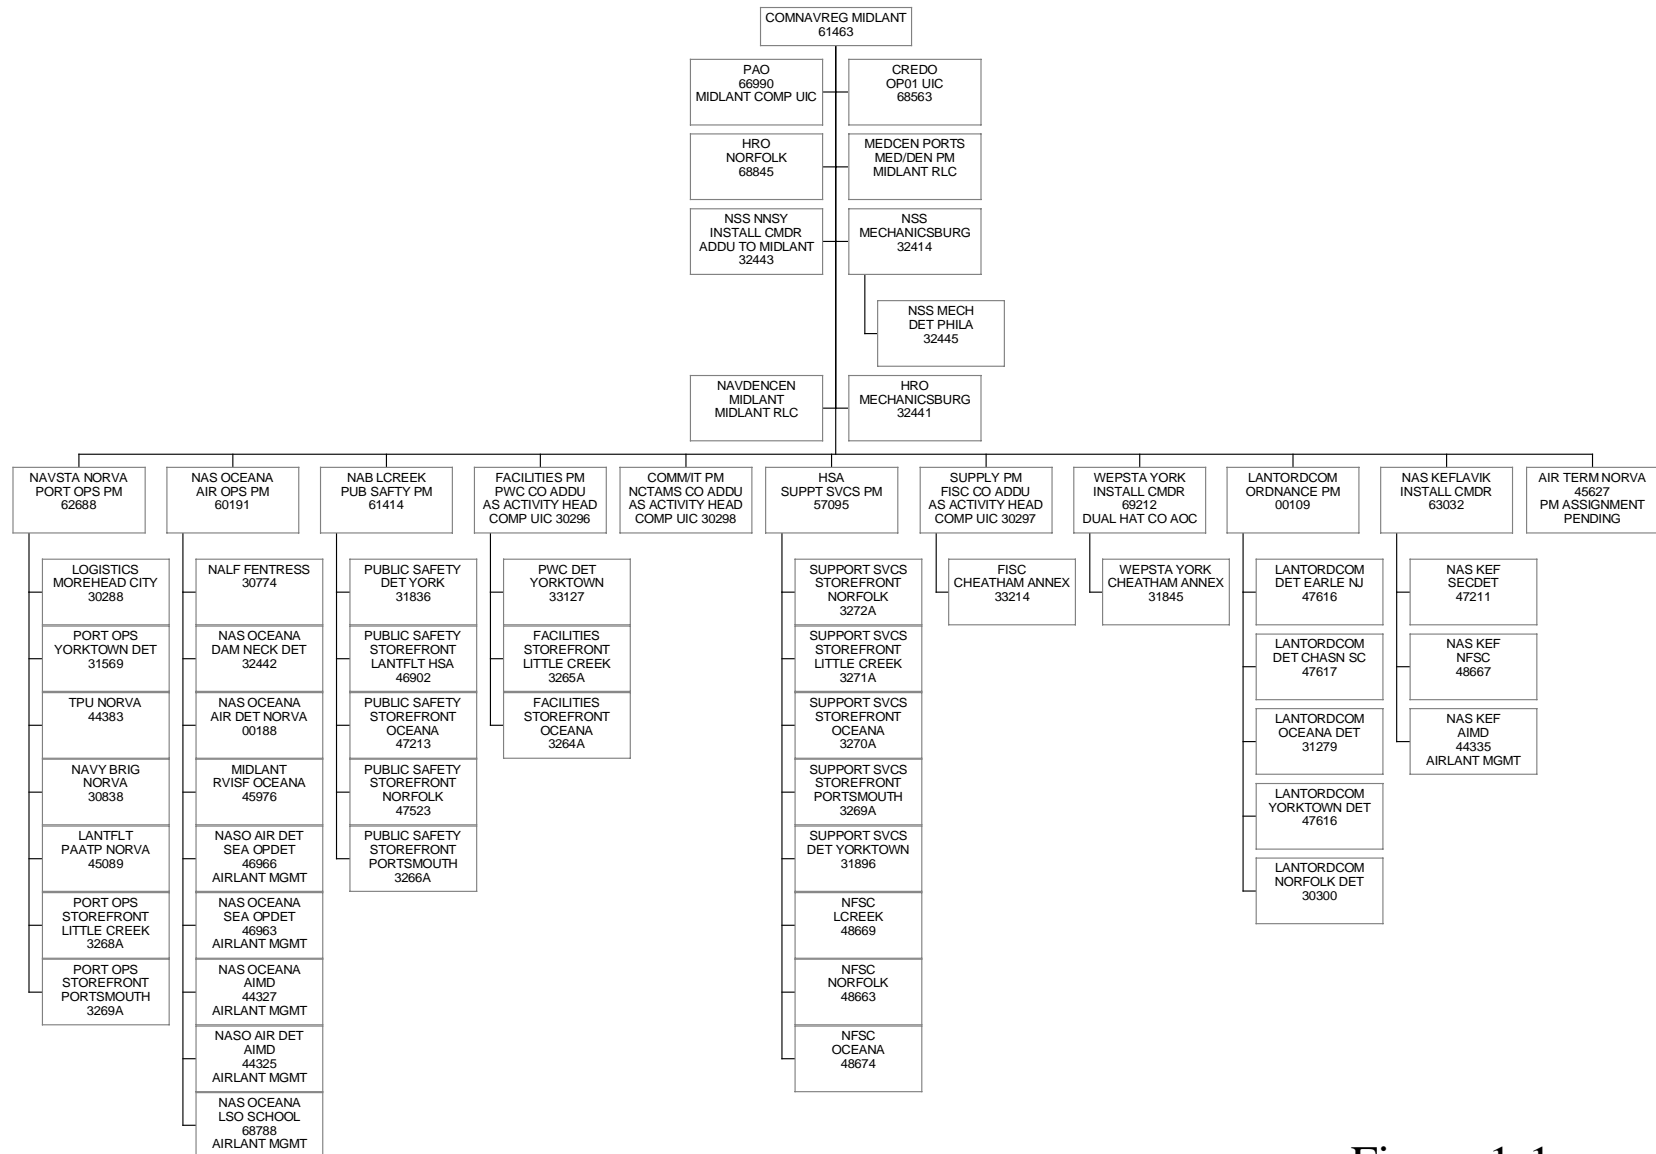 COMNAVREG MIDLANT
61463
PAO
66990
MIDLANT COMP UIC
CREDO
OP01 UIC
68563
HRO
NORFOLK
68845
MEDCEN PORTS
MED/DEN PM
MIDLANT RLC
NSS NNSY
INSTALL CMDR
ADDU TO MIDLANT
32443
NSS
MECHANICSBURG
32414
NSS MECH
DET PHILA
32445
NAVDENCEN
MIDLANT
MIDLANT RLC
HRO
MECHANICSBURG
32441
NAVSTA NORVA
PORT OPS PM
62688
LOGISTICS
MOREHEAD CITY
30288
PORT OPS
YORKTOWN DET
31569
TPU NORVA
44383
NAVY BRIG
NORVA
30838
LANTFLT
PAATP NORVA
45089
PORT OPS
STOREFRONT
LITTLE CREEK
3268A
PORT OPS
STOREFRONT
PORTSMOUTH
3269A
NAS OCEANA
AIR OPS PM
60191
NALF FENTRESS
30774
NAS OCEANA
DAM NECK DET
32442
NAS OCEANA
AIR DET NORVA
00188
MIDLANT
RVISF OCEANA
45976
NASO AIR DET
SEA OPDET
46966
AIRLANT MGMT
NAS OCEANA
SEA OPDET
46963
AIRLANT MGMT
NAS OCEANA
AIMD
44327
AIRLANT MGMT
NASO AIR DET
AIMD
44325
AIRLANT MGMT
NAS OCEANA
LSO SCHOOL
68788
AIRLANT MGMT
NAB LCREEK
PUB SAFTY PM
61414
PUBLIC SAFETY
DET YORK
31836
PUBLIC SAFETY
STOREFRONT
LANTFLT HSA
46902
PUBLIC SAFETY
STOREFRONT
OCEANA
47213
PUBLIC SAFETY
STOREFRONT
NORFOLK
47523
PUBLIC SAFETY
STOREFRONT
PORTSMOUTH
3266A
FACILITIES PM
PWC CO ADDU
AS ACTIVITY HEAD
COMP UIC 30296
PWC DET
YORKTOWN
33127
FACILITIES
STOREFRONT
LITTLE CREEK
3265A
FACILITIES
STOREFRONT
OCEANA
3264A
COMM/IT PM
NCTAMS CO ADDU
AS ACTIVITY HEAD
COMP UIC 30298
HSA
SUPPT SVCS PM
57095
SUPPORT SVCS
STOREFRONT
NORFOLK
3272A
SUPPORT SVCS
STOREFRONT
LITTLE CREEK
3271A
SUPPORT SVCS
STOREFRONT
OCEANA
3270A
SUPPORT SVCS
STOREFRONT
PORTSMOUTH
3269A
SUPPORT SVCS
DET YORKTOWN
31896
NFSC
LCREEK
48669
NFSC
NORFOLK
48663
NFSC
OCEANA
48674
SUPPLY PM
FISC CO ADDU
AS ACTIVITY HEAD
COMP UIC 30297
FISC
CHEATHAM ANNEX
33214
WEPSTA YORK
INSTALL CMDR
69212
DUAL HAT CO AOC
WEPSTA YORK
CHEATHAM ANNEX
31845
LANTORDCOM
ORDNANCE PM
00109
LANTORDCOM
DET EARLE NJ
47616
LANTORDCOM
DET CHASN SC
47617
LANTORDCOM
OCEANA DET
31279
LANTORDCOM
YORKTOWN DET
47616
LANTORDCOM
NORFOLK DET
30300
NAS KEFLAVIK
INSTALL CMDR
63032
NAS KEF
SECDET
47211
NAS KEF
NFSC
48667
NAS KEF
AIMD
44335
AIRLANT MGMT
AIR TERM NORVA
45627
PM ASSIGNMENT
PENDING
Figure 1-1